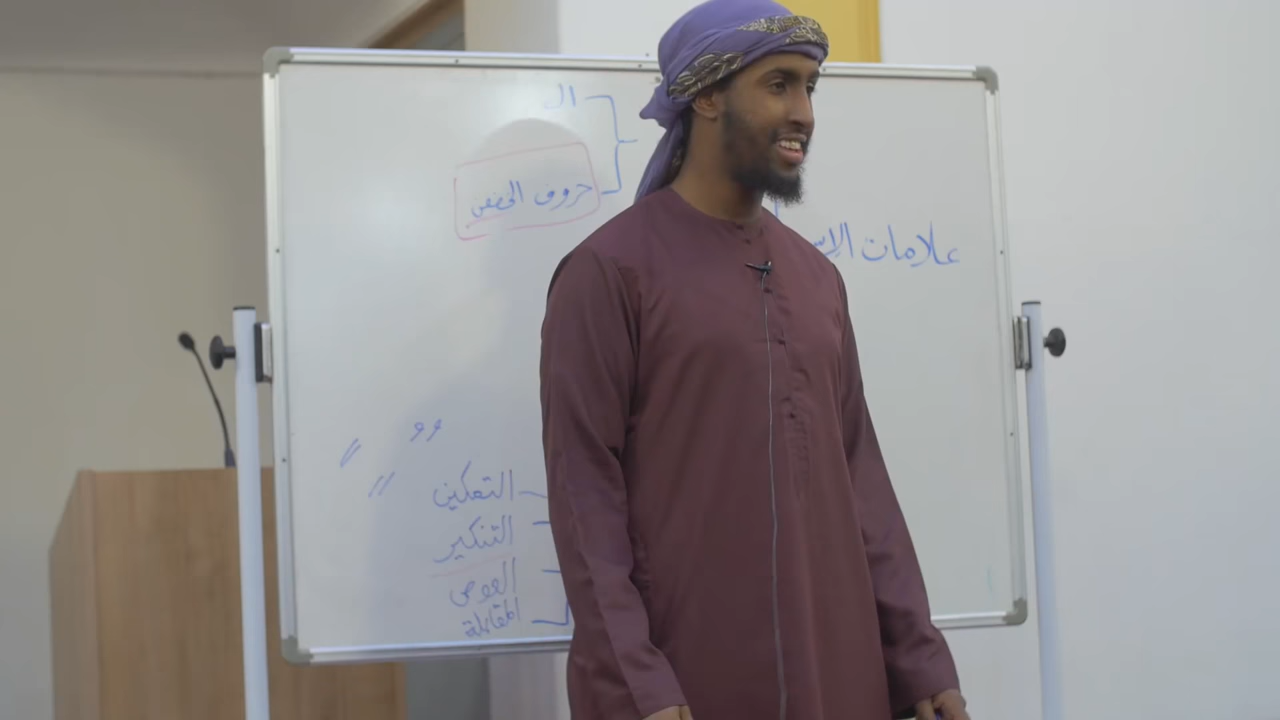 علامات
ال
حروف الخفض
التمكين
التنكير
العوض
المقابلة